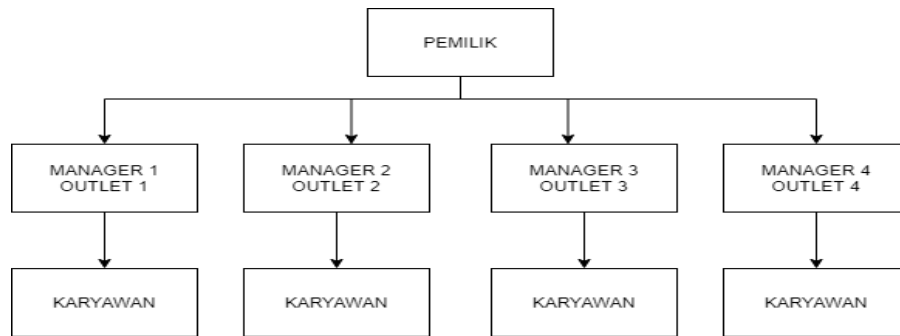 PEMILIK
MANAGER 1
OUTLET 1
MANAGER 2
OUTLET 2
MANAGER 3
OUTLET 3
MANAGER 4
OUTLET 4
KARYAWAN
KARYAWAN
KARYAWAN
KARYAWAN